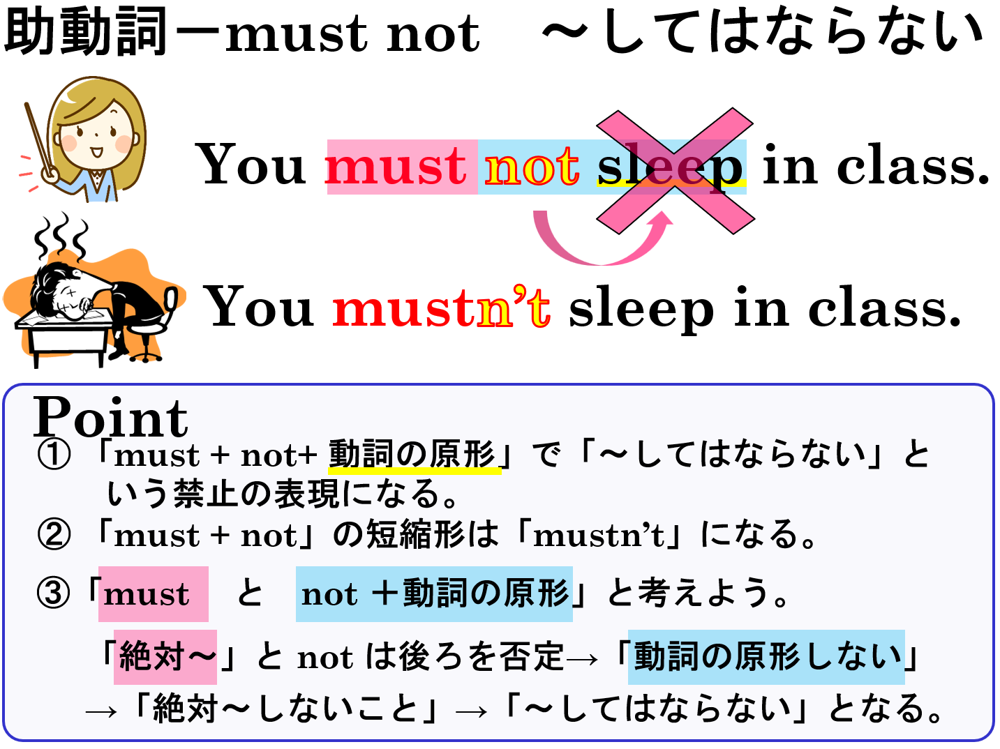 助動詞－must not　～してはならない
You must not sleep in class.
You mustn’t sleep in class.
Point
① 「must + not+ 動詞の原形」で「～してはならない」と
いう禁止の表現になる。
② 「must + not」の短縮形は「mustn’t」になる。
③「must　と　not ＋動詞の原形」と考えよう。
「絶対～」と not は後ろを否定→「動詞の原形しない」
→「絶対～しないこと」→「～してはならない」となる。